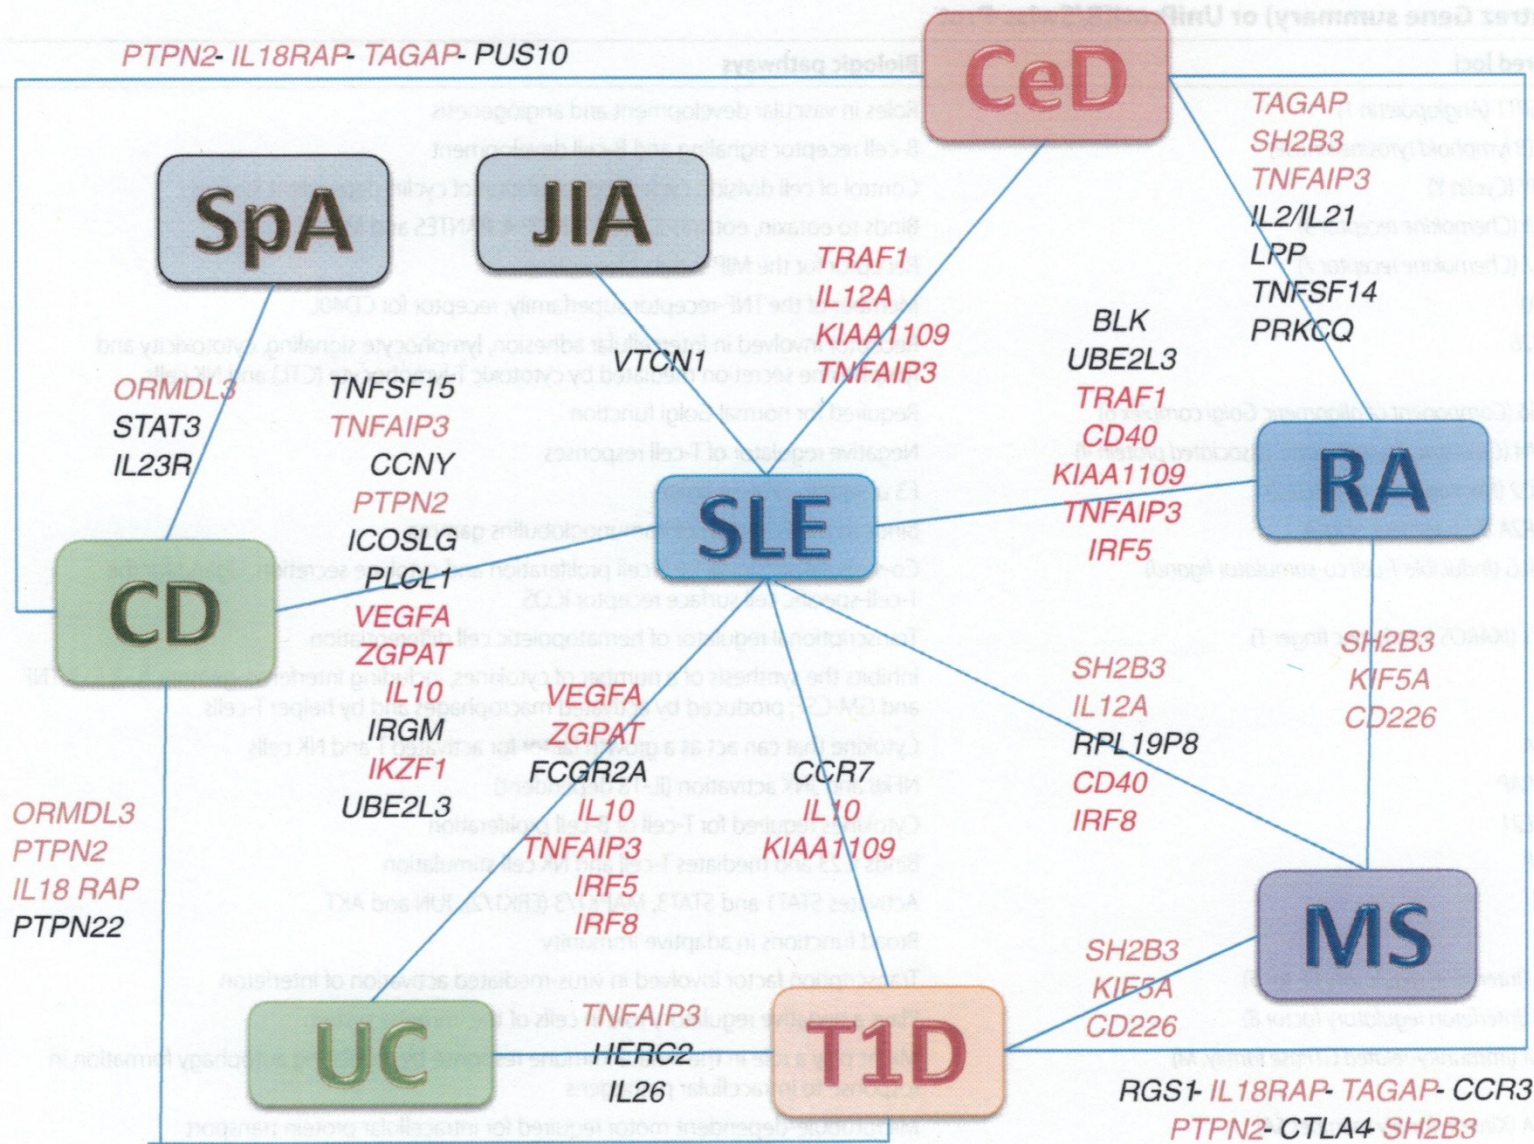 PTPN2- IL18RAP- TAGAP- PUS10
CeD
SpA
JIA
TAGAP
SH2B3
TNFAIP3
IL2/IL21
LPP
TNFSF14
PRKCQ
TRAF1
IL12A
KIAA1109
TNFAIP3
VTCN1
BLK
UBE2L3
TRAF1
CD40
KIAA1109
TNFAIP3
IRF5
ORMDL3
STAT3
IL23R
TNFSF15
TNFAIP3
CCNY
PTPN2
ICOSLG
PLCL1
VEGFA
ZGPAT
IL10
IRGM
IKZF1
UBE2L3
SLE
RA
CD
SH2B3
KIF5A
CD226
SH2B3
IL12A
RPL19P8
CD40
IRF8
VEGFA
ZGPAT
FCGR2A
IL10
TNFAIP3
IRF5
IRF8
CCR7
IL10
KIAA1109
ORMDL3
PTPN2
IL18 RAP
PTPN22
MS
SH2B3
KIF5A
CD226
UC
TNFAIP3
HERC2
IL26
T1D
RGS1- IL18RAP- TAGAP- CCR3
PTPN2- CTLA4- SH2B3